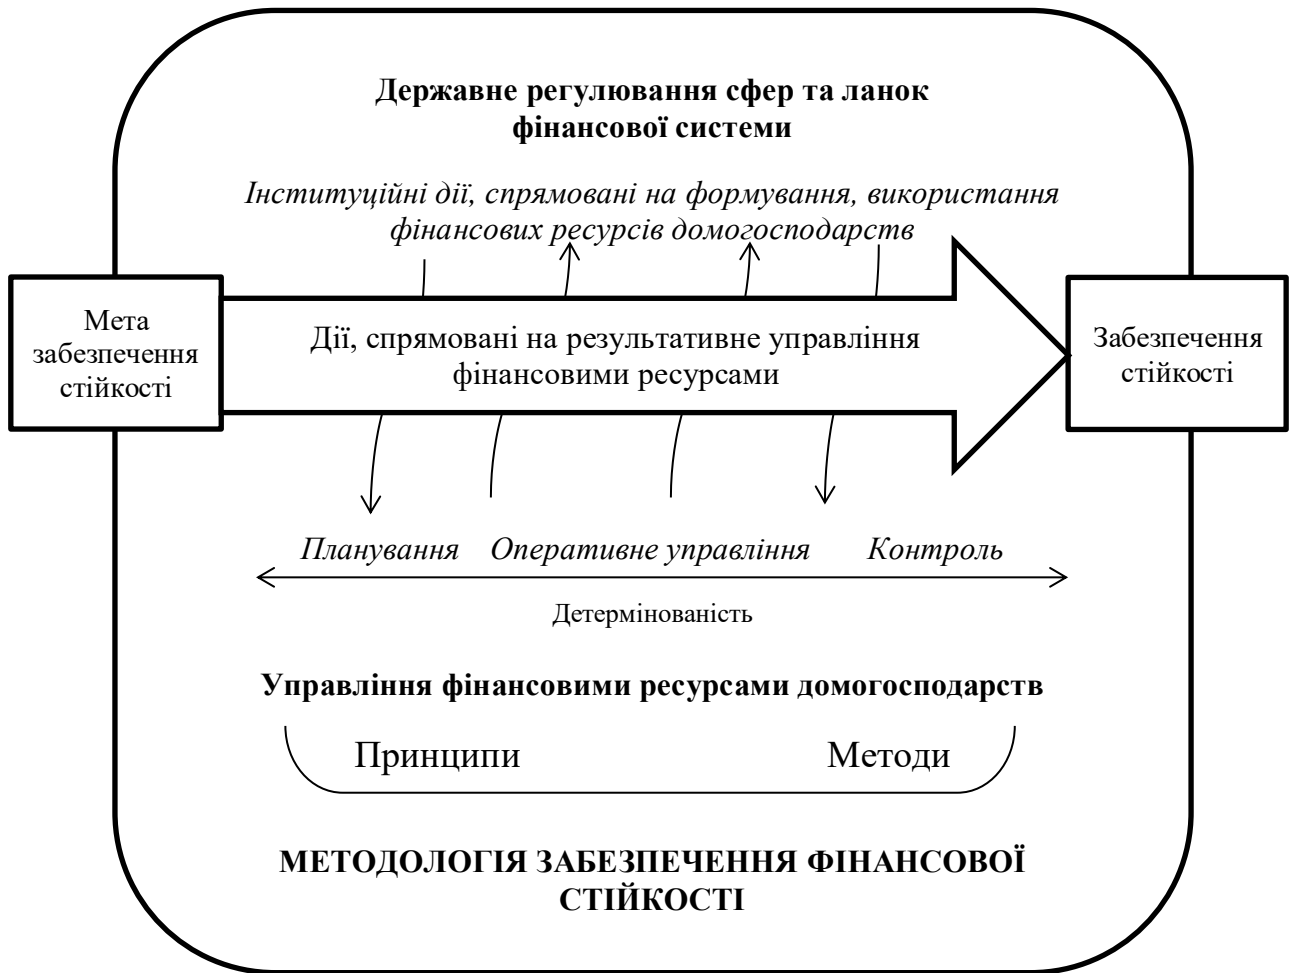 Державне регулювання сфер та ланок
фінансової системи
Інституційні дії, спрямовані на формування, використання
фінансових ресурсів домогосподарств
Мета
забезпечення
стійкості
Дії, спрямовані на результативне управління
фінансовими ресурсами
Забезпечення
стійкості
Планування Оперативне управління Контроль
Детермінованість
Управління фінансовими ресурсами домогосподарств
Принципи Методи
МЕТОДОЛОГІЯ ЗАБЕЗПЕЧЕННЯ ФІНАНСОВОЇ
СТІЙКОСТІ